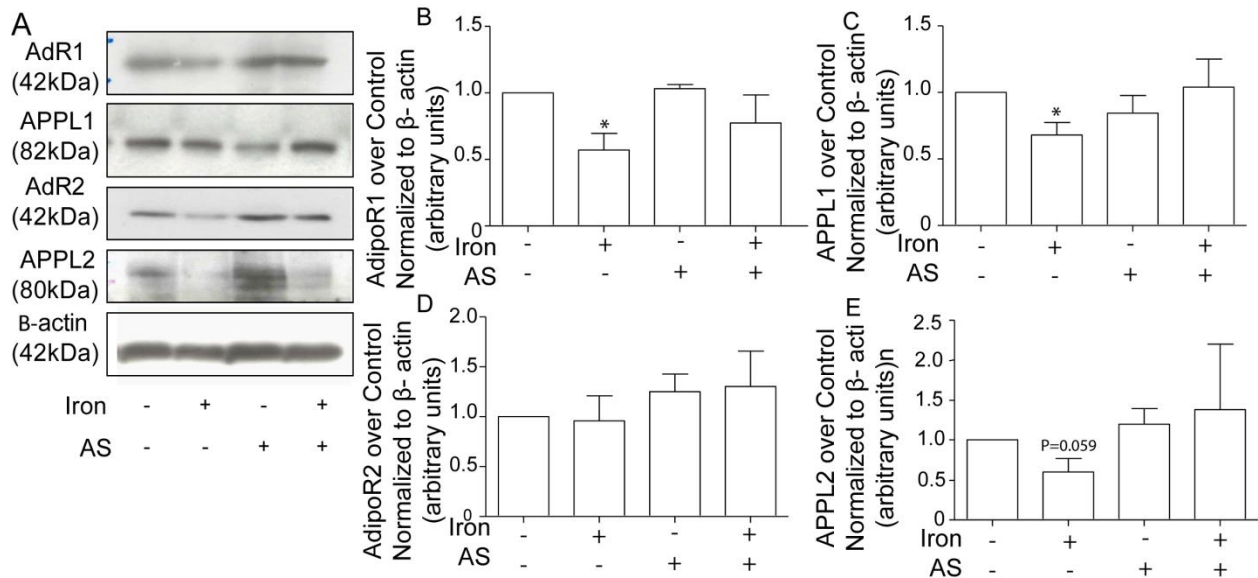 A
AdR1
(42kDa)
APPL1
(82kDa)
AdR2
(42kDa)
APPL2
(80kDa)
B-actin
(42kDa)
Iron - + - +
AS - - + +
B
AdipoR1 over Control
Normalized to β- actin
(arbitrary units)
1.5
1.0
0.5
0
*
Iron - + - +
AS - - + +
C
APPL11 over Control
Normalized to β- actin
(arbitrary units)
1.5
1.0
0.5
0
*
Iron - + - +
AS - - + +
D
AdipoR2 over Control
Normalized to β- actin
(arbitrary units)
2.0
1.5
1.0
0.5
0
Iron - + - +
AS - - + +
E
APPL2 over Control
Normalized to β- acti
(arbitrary units)n
2.5
2.0
1.5
1.0
0.5
0
P=0.059
Iron - + - +
AS - - + +